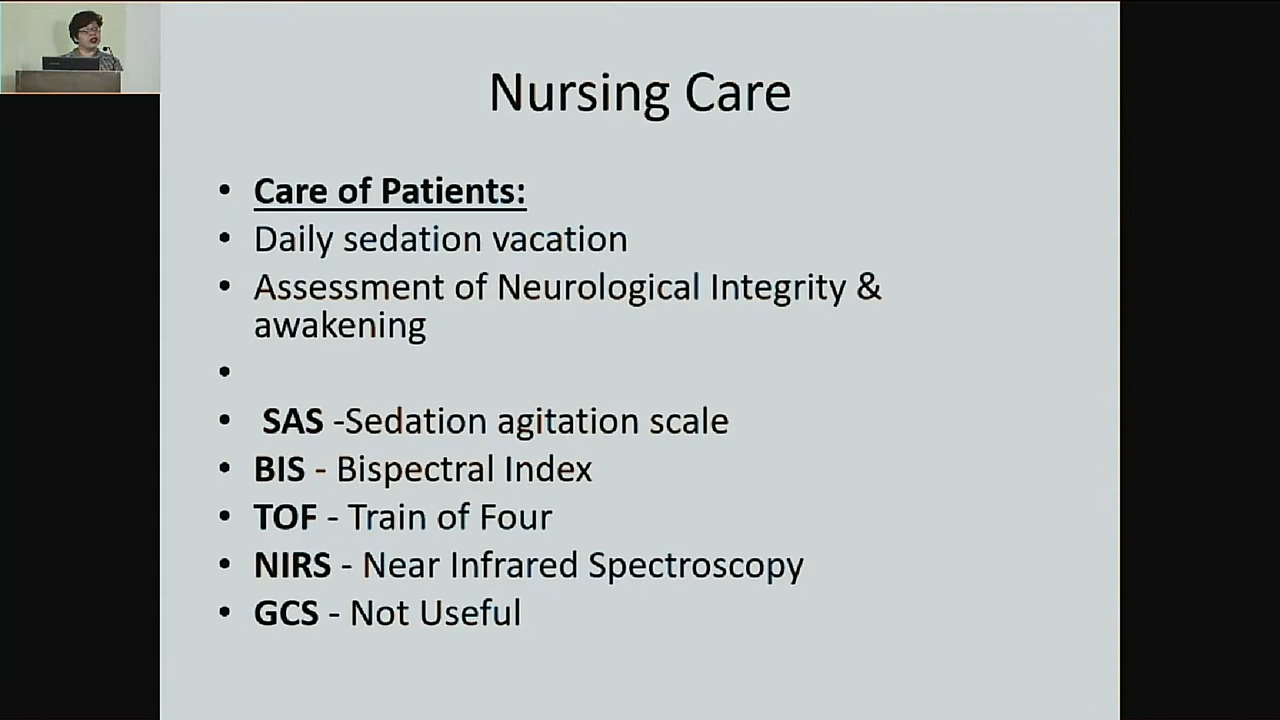 Nursing Care
• Care of Patients:
• Daily sedation vacation
• Assessment of Neurological Integrity &
awakening
•
• SAS -Sedation agitation scale
• BIS - Bispectral Index
• TOF - Train of Four
• NIRS - Near Infrared Spectroscopy
• GCS - Not Useful